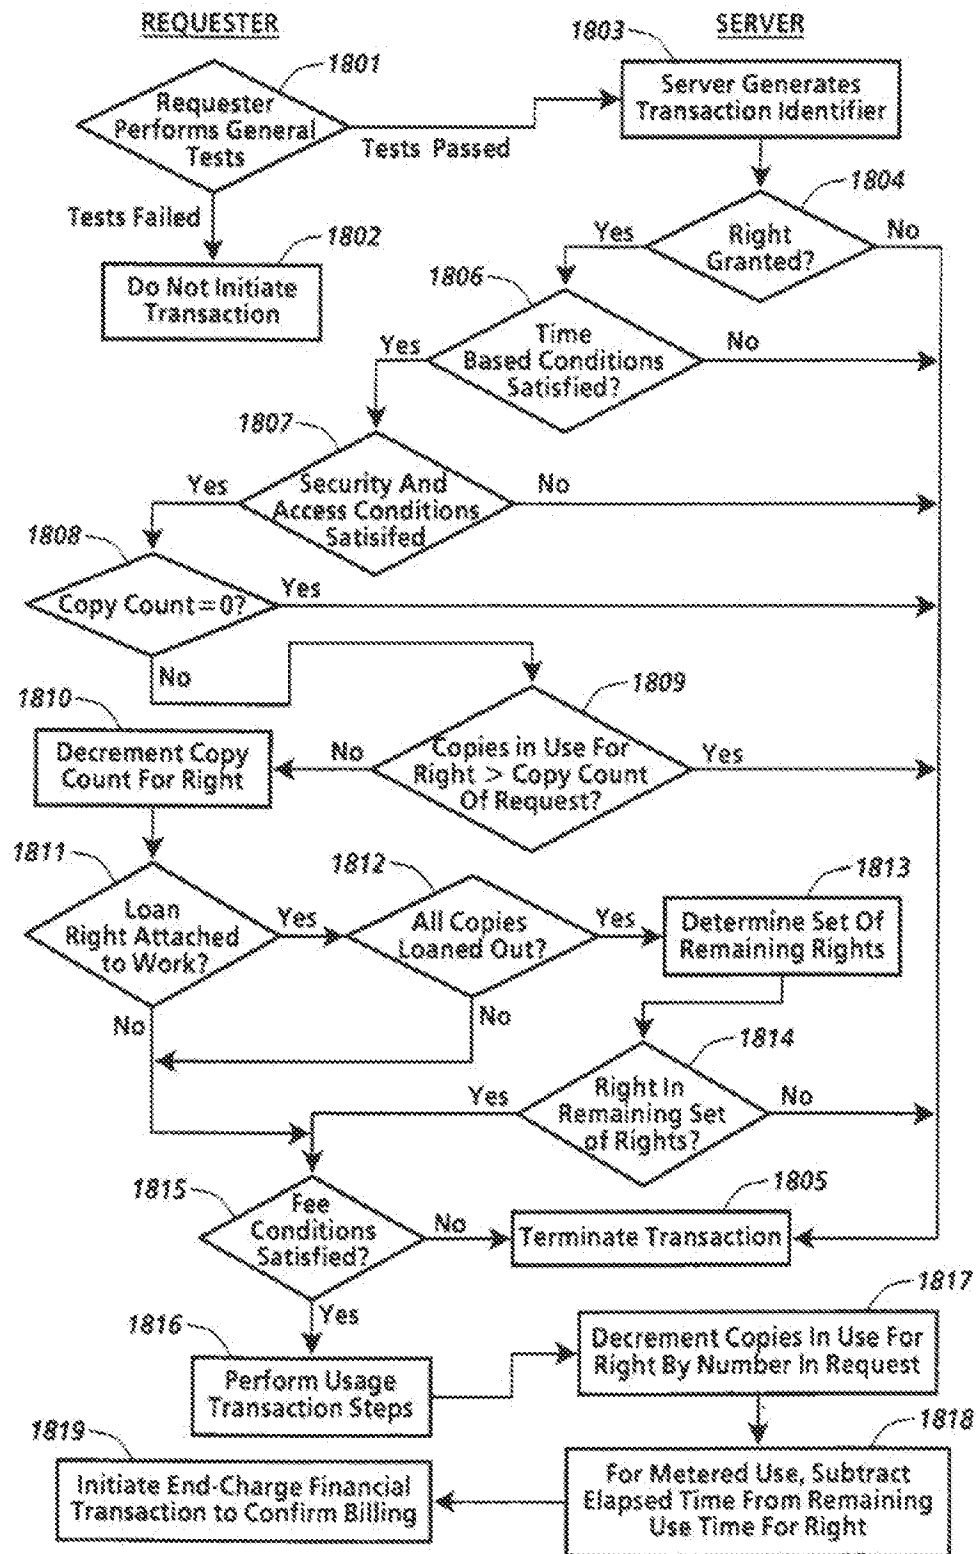 REQUESTER
SERVER
1801
1803
Requester
Performs General
Tests
Server Generates
Transaction Identifier
Tests Passed
Tests Failed
1802
Do Not Initiate
Transaction
1804
Right
Granted?
Yes
No
1806
Time
Based Conditions
Satisfied?
Yes
No
1807
Security And
Access Conditions
Satisifed
Yes
No
1808
Copy Count=0?
Yes
No
1809
Copies in Use For
Right > Copy Count
Of Request?
No
Yes
1810
Decrement Copy
Count For Right
1811
Loan
Right Attached
to Work?
Yes
No
1812
All Copies
Loaned Out?
Yes
No
1813
Determine Set Of
Remaining Rights
1814
Right In
Remaining Set
of Rights?
Yes
No
1815
Fee
Conditions
Satisfied?
No
Yes
1805
Terminate Transaction
1816
Perform Usage
Transaction Steps
1817
Decrement Copies In Use For
Right By Number In Request
1818
For Metered Use, Subtract
Elapsed Time From Remaining
Use Time For Right
1819
Initiate End-Charge Financial
Transaction to Confirm Billing